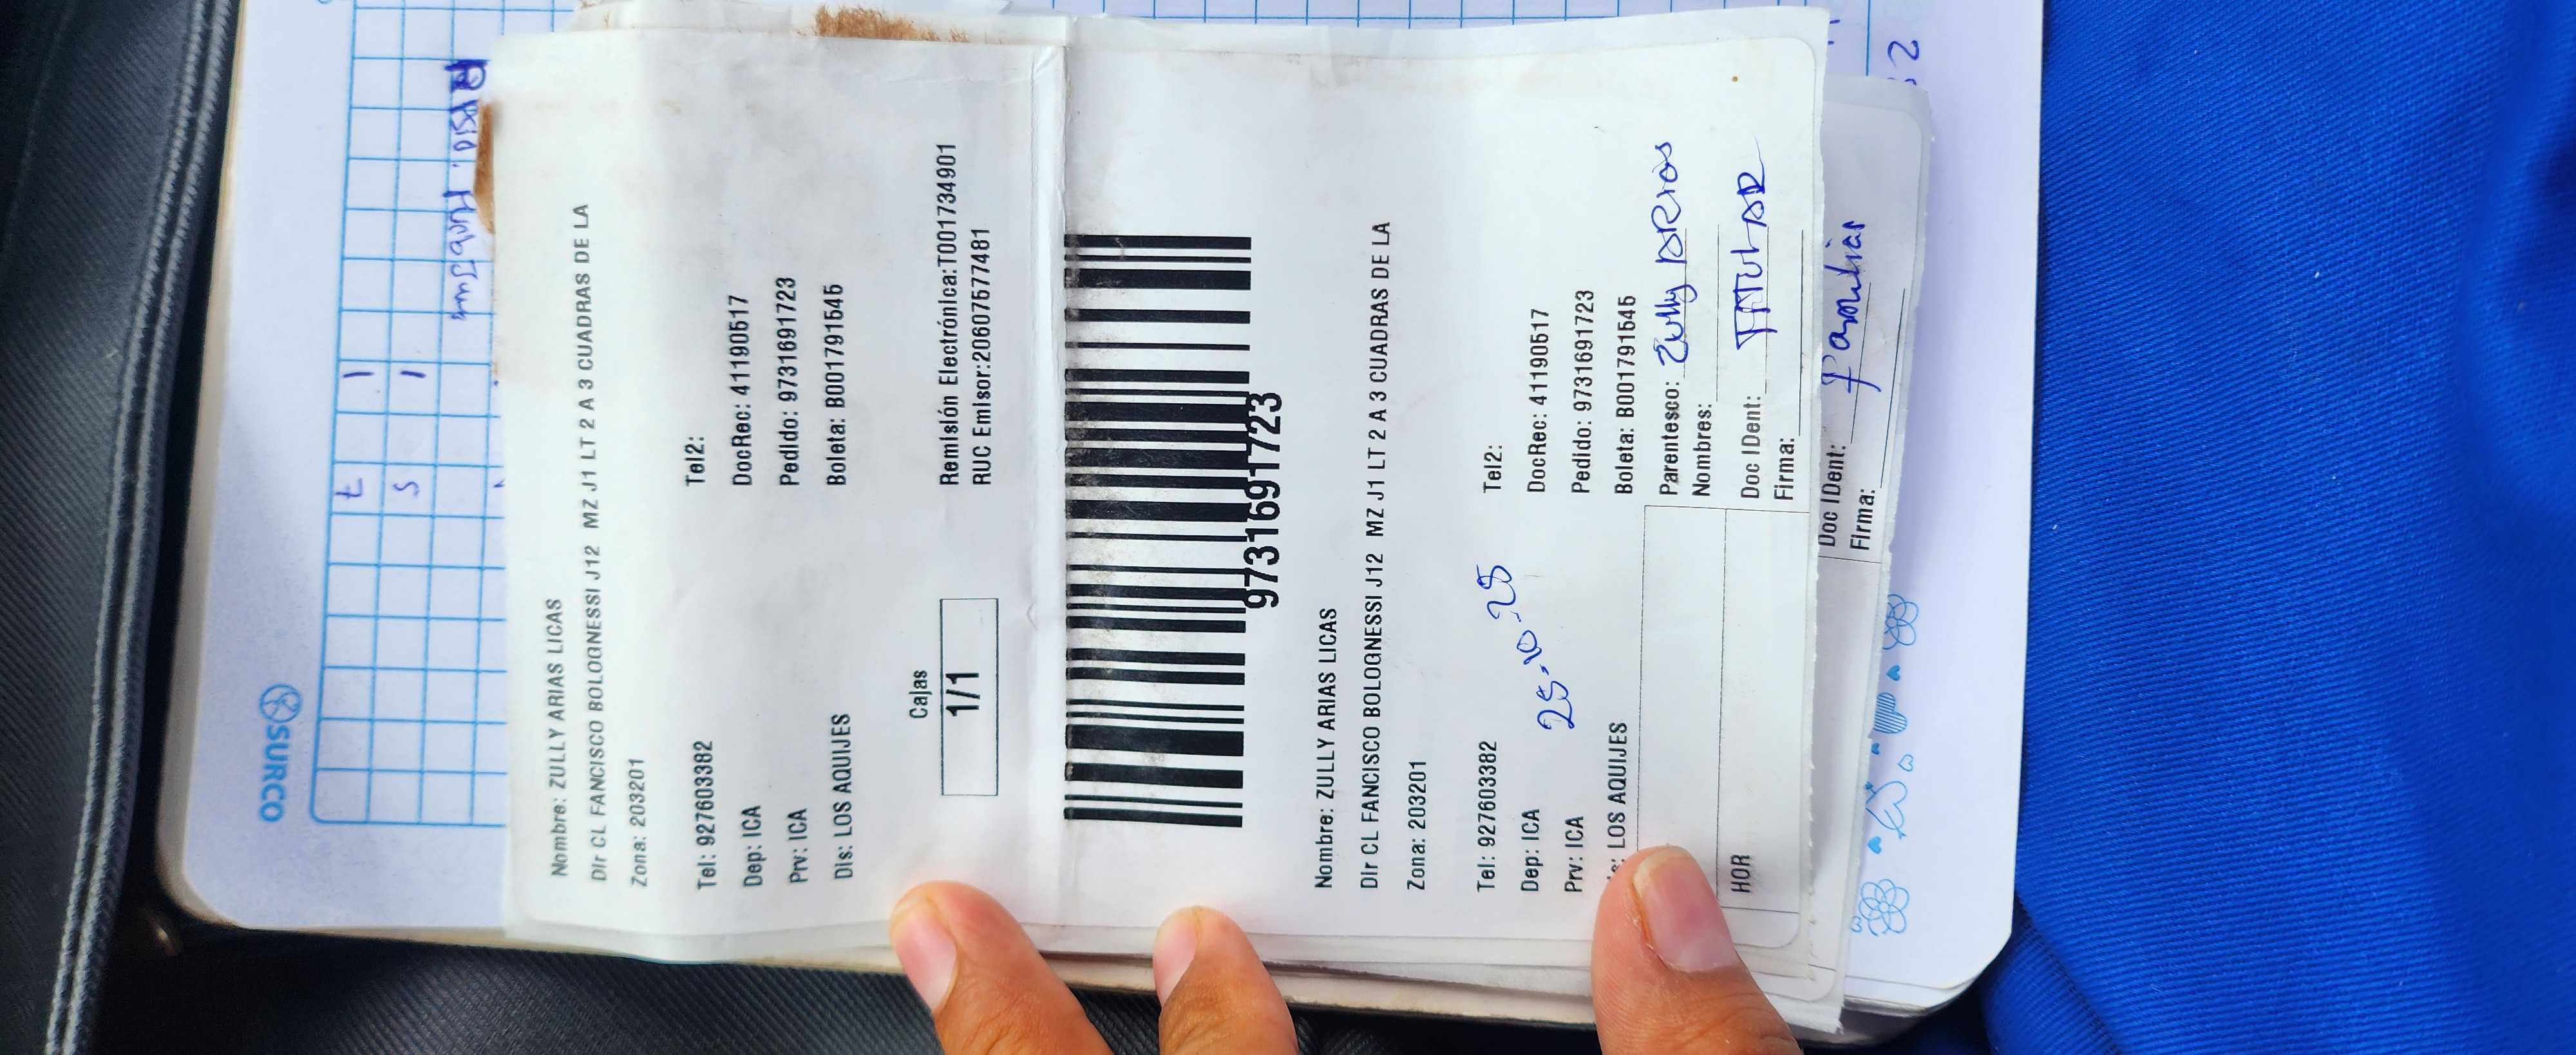 Nombre: ZULLY ARIAS LICAS
Dir CL FANCISCO BOLOGNESSI J12 MZ J1 LT 2 A 3 CUADRAS DE LA
Zona: 203201
Tel: 927603382 Tel2:
Dep: ICA DocRec: 41190517
Prv: ICA Pedido: 9731691723
Dis: LOS AQUIJES Boleta: B001791545
Cajas
1/1
Remisión Electrónica:T001734901
RUC Emisor:20607577481
9731691723
Nombre: ZULLY ARIAS LICAS
Dir CL FANCISCO BOLOGNESSI J12 MZ J1 LT 2 A 3 CUADRAS DE LA
Zona: 203201
Tel: 927603382 Tel2:
Dep: ICA DocRec: 41190517
25-10-25
Prv: ICA Pedido: 9731691723
s: LOS AQUIJES Boleta: B001791545
Parentesco: Zully ARIAS
Nombres:
Doc IDent: TITULAR
HOR Firma:
Doc IDent: Familiar
Firma:
SURCO